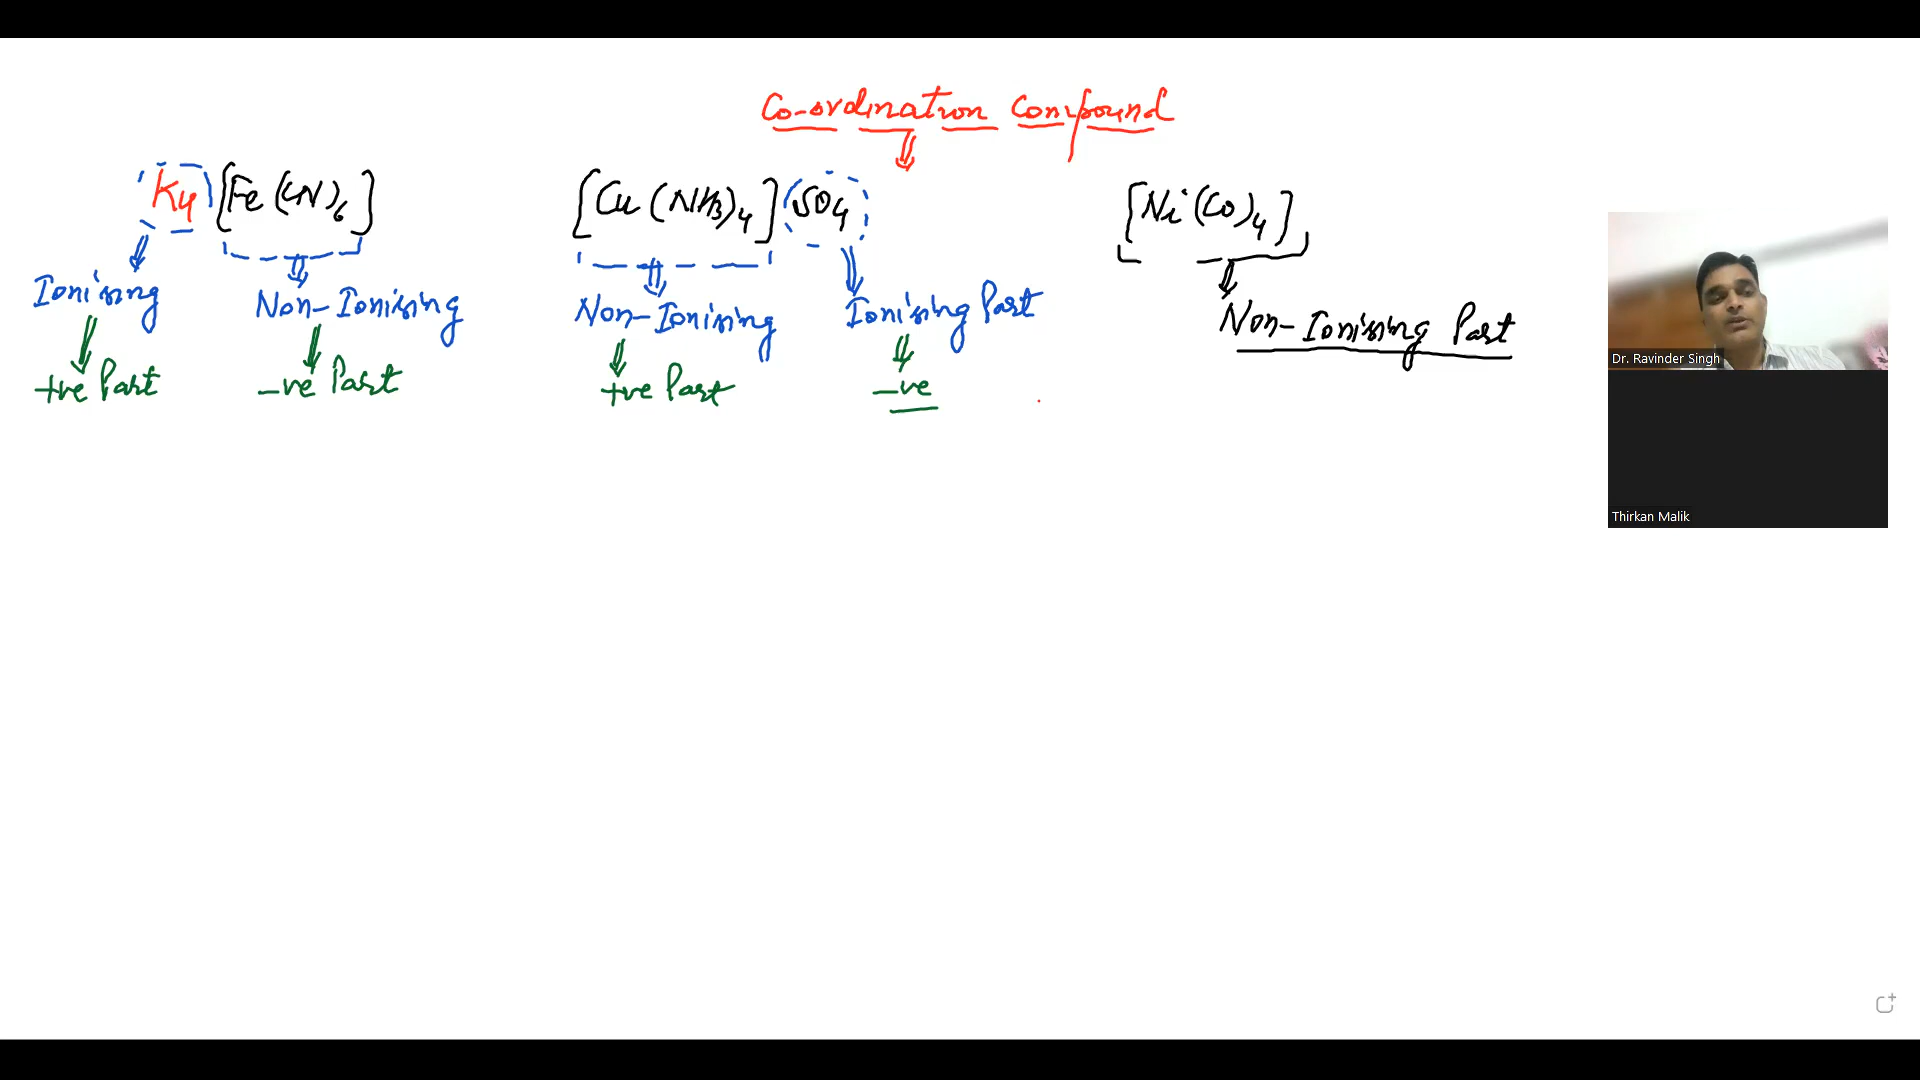 Co-ordination Compound
K4 [Fe(CN)6] [Cu(NH3)4] SO4 [Ni(CO)4]
Ionising Non-Ionising Non-Ionising Ionising Part Non-Ionising Part
+ve Part -ve Part +ve Part -ve
Dr. Ravinder Singh
Thirkan Malik